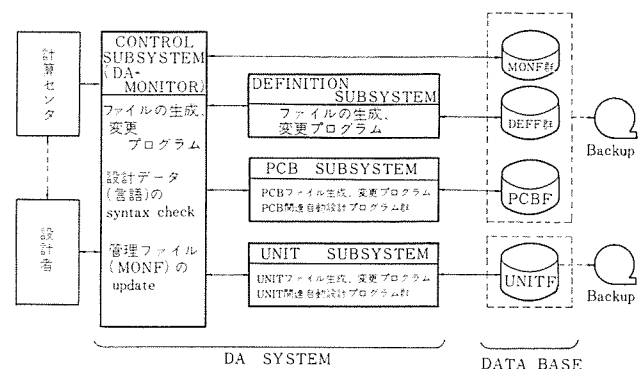 計算センタ
設計者
CONTROL
SUBSYSTEM
(DA-
MONITOR)
ファイルの生成、
変更
プログラム
設計データ
(言語)の
syntax check
管理ファイル
(MONF)の
update
DEFINITION
SUBSYSTEM
ファイルの生成、
変更プログラム
PCB SUBSYSTEM
PCBファイル生成、変更プログラム
PCB関連自動設計プログラム群
UNIT SUBSYSTEM
UNITファイル生成、変更プログラム
UNIT関連自動設計プログラム群
MONF群
DEFF群
PCBF
UNITF
Backup
Backup
DA SYSTEM
DATA BASE